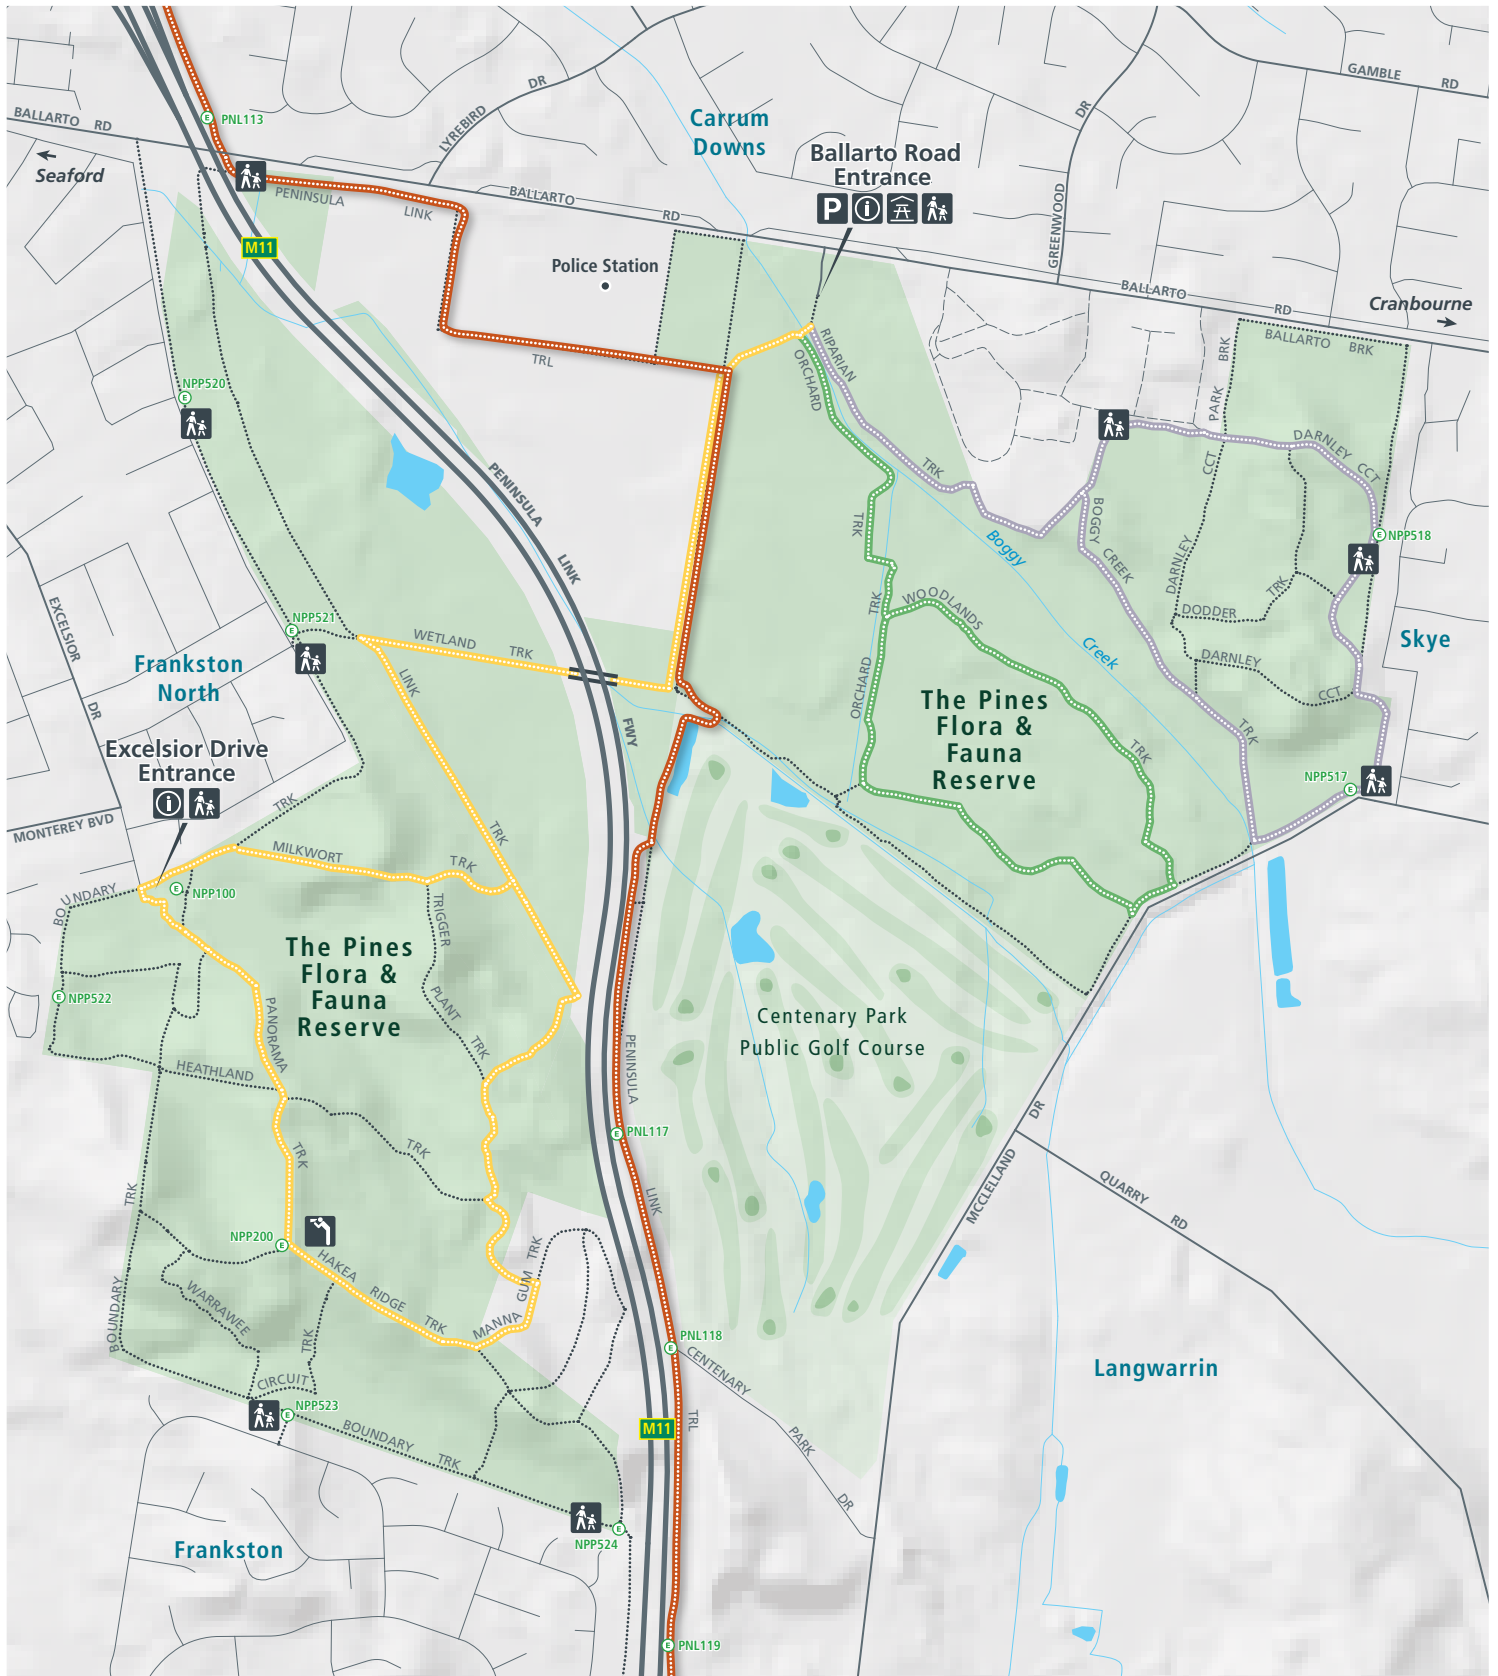 GAMBLE RD
PNL113
BALLARTO RD
Seaford
LYREBIRD DR
Carrum
Downs
GREENWOOD DR
Ballarto Road
Entrance
P
i
PENINSULA LINK
BALLARTO RD
M11
Police Station
BALLARTO RD
Cranbourne
TRL
RIPARIAN
ORCHARD
BALLARTO BRK
PARK BRK
NPP520
TRK
DARNLEY CCT
CCT
PENINSULA
LINK
TRK
BOGGY
CREEK
Boggy
NPP518
DARNLEY
EXCELSIOR
DR
NPP521
WETLAND TRK
LINK
TRK
WOODLANDS
DODDER TRK
Creek
Skye
Frankston
North
DARNLEY
CCT
ORCHARD
The Pines
Flora &
Fauna
Reserve
TRK
TRK
FWY
Excelsior Drive
Entrance
i
NPP517
MONTEREY BVD
TRK
MILKWORT TRK
TRK
BOUNDARY
E NPP100
TRIGGER
PLANT
TRK
The Pines
Flora &
Fauna
Reserve
NPP522
PANORAMA
Centenary Park
Public Golf Course
HEATHLAND
TRK
TRK
PENINSULA
LINK
PNL117
DR
MCCLELLAND
QUARRY
RD
TRK
NPP200
HAKEA
RIDGE
TRK
MANNA
GUM TRK
BOUNDARY
WARRAWEE
TRK
CIRCUIT
PNL118
CENTENARY
PARK
DR
Langwarrin
NPP523
BOUNDARY
TRK
M11
TRL
NPP524
Frankston
PNL119